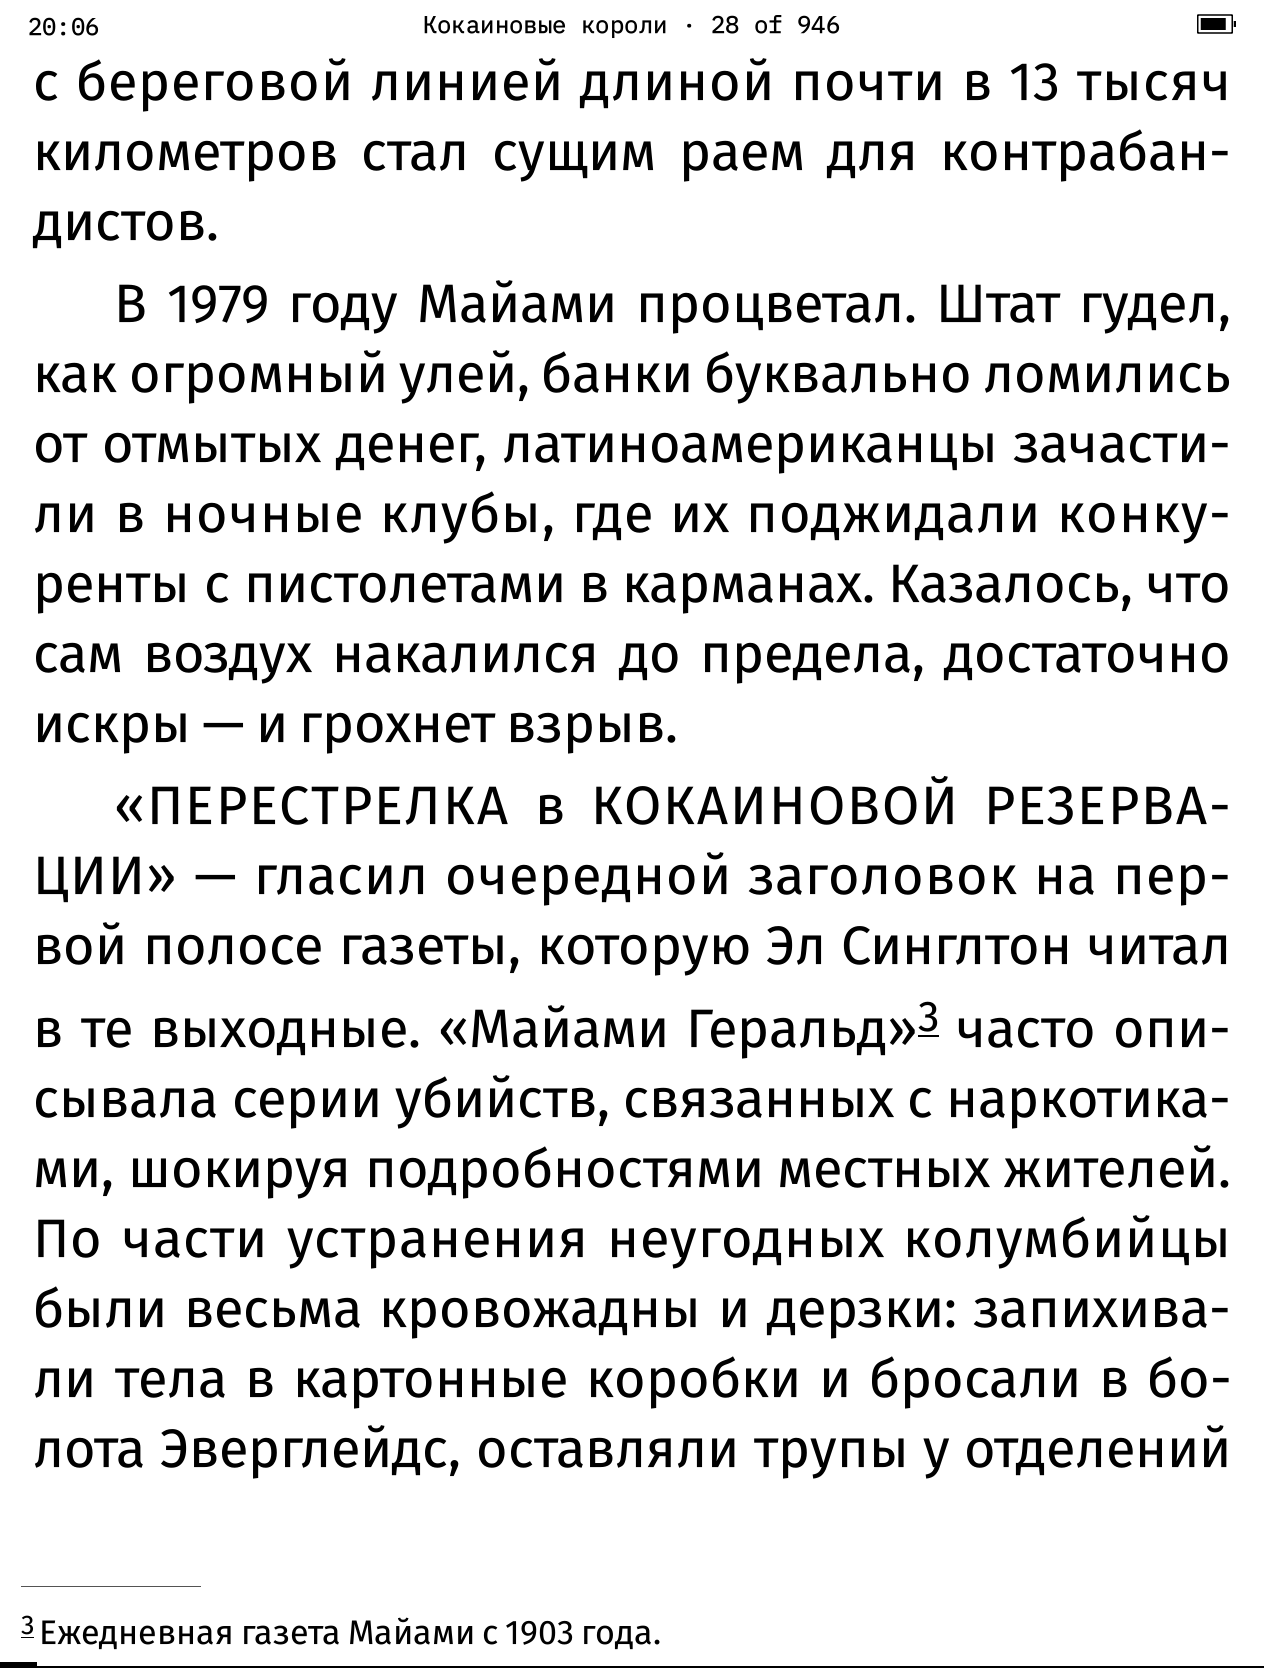 20:06 Кокаиновые короли · 28 of 946
с береговой линией длиной почти в 13 тысяч
километров стал сущим раем для контрабан-
дистов.
В 1979 году Майами процветал. Штат гудел,
как огромный улей, банки буквально ломились
от отмытых денег, латиноамериканцы зачасти-
ли в ночные клубы, где их поджидали конку-
ренты с пистолетами в карманах. Казалось, что
сам воздух накалился до предела, достаточно
искры — и грохнет взрыв.
«ПЕРЕСТРЕЛКА в КОКАИНОВОЙ РЕЗЕРВА-
ЦИИ» — гласил очередной заголовок на пер-
вой полосе газеты, которую Эл Синглтон читал
в те выходные. «Майами Геральд»3 часто опи-
сывала серии убийств, связанных с наркотика-
ми, шокируя подробностями местных жителей.
По части устранения неугодных колумбийцы
были весьма кровожадны и дерзки: запихива-
ли тела в картонные коробки и бросали в бо-
лота Эверглейдс, оставляли трупы у отделений
3 Ежедневная газета Майами с 1903 года.